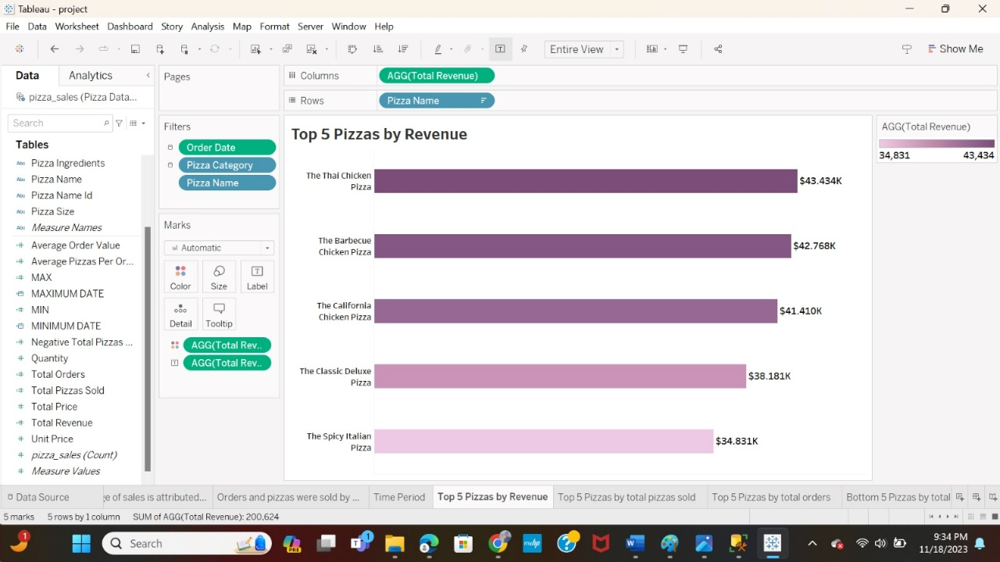 Tableau - project
File Data Worksheet Dashboard Story Analysis Map Format Server Window Help
Entire View
Show Me
Data Analytics
pizza_sales (Pizza Data...
Search
Tables
Pizza Ingredients
Pizza Name
Pizza Name Id
Pizza Size
Measure Names
Average Order Value
Average Pizzas Per Or...
MAX
MAXIMUM DATE
MIN
MINIMUM DATE
Negative Total Pizzas ...
Quantity
Total Orders
Total Pizzas Sold
Total Price
Total Revenue
Unit Price
pizza_sales (Count)
Measure Values
Pages
Filters
Order Date
Pizza Category
Pizza Name
Marks
Automatic
Color Size Label
Detail Tooltip
AGG(Total Rev..
AGG(Total Rev..
Columns AGG(Total Revenue)
Rows Pizza Name
Top 5 Pizzas by Revenue
The Thai Chicken
Pizza
$43.434K
The Barbecue
Chicken Pizza
$42.768K
The California
Chicken Pizza
$41.410K
The Classic Deluxe
Pizza
$38.181K
The Spicy Italian
Pizza
$34.831K
AGG(Total Revenue)
34,831 43,434
Data Source ge of sales is attributed... Orders and pizzas were sold by ... Time Period Top 5 Pizzas by Revenue Top 5 Pizzas by total pizzas sold Top 5 Pizzas by total orders Bottom 5 Pizzas by total
5 marks 5 rows by 1 column SUM of AGG(Total Revenue): 200,624
1
Search
PRE
1
myhp
9:34 PM
11/18/2023